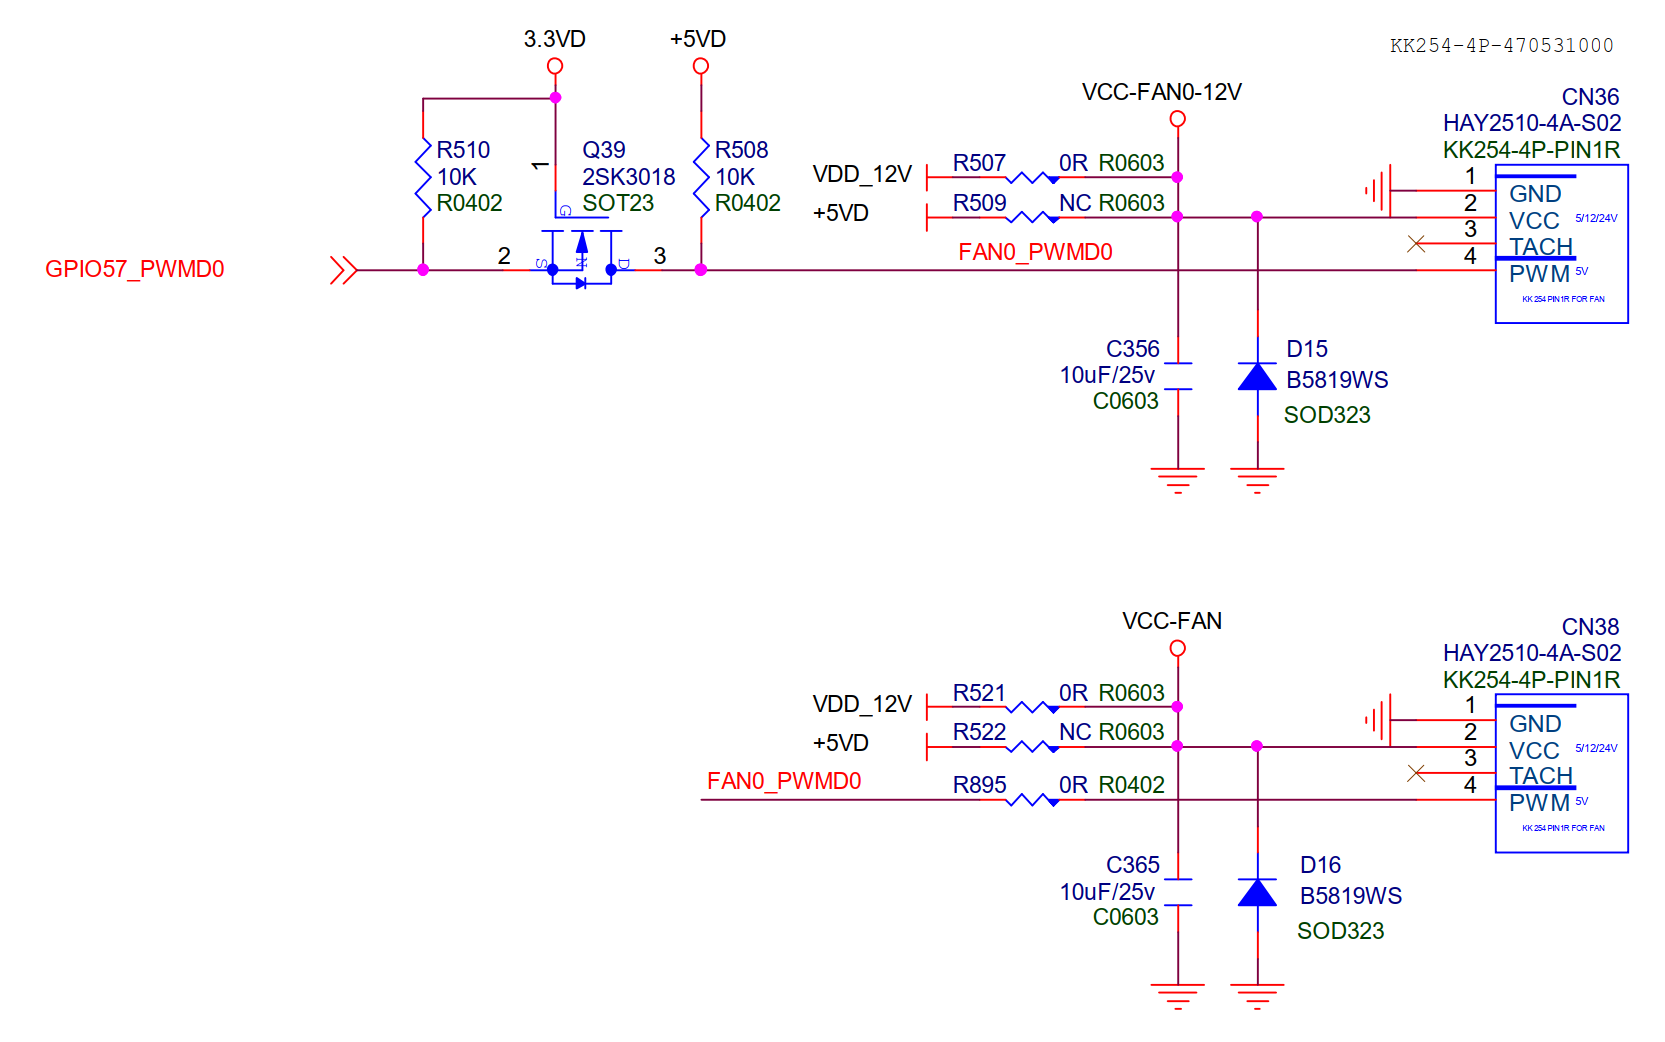 3.3VD
+5VD
KK254-4P-470531000
VCC-FAN0-12V
CN36
HAY2510-4A-S02
KK254-4P-PIN1R
R510
10K
R0402
1
Q39
2SK3018
SOT23
R508
10K
R0402
VDD_12V
R507 0R R0603
+5VD
R509 NC R0603
1 GND
2 VCC 5/12/24V
3 TACH
4 PWM 5V
KK 254 PIN1R FOR FAN
FAN0_PWMD0
GPIO57_PWMD0
2
G
S
N
D
3
C356
10uF/25v
C0603
D15
B5819WS
SOD323
VCC-FAN
CN38
HAY2510-4A-S02
KK254-4P-PIN1R
VDD_12V
R521 0R R0603
+5VD
R522 NC R0603
FAN0_PWMD0
R895 0R R0402
1 GND
2 VCC 5/12/24V
3 TACH
4 PWM 5V
KK 254 PIN1R FOR FAN
C365
10uF/25v
C0603
D16
B5819WS
SOD323